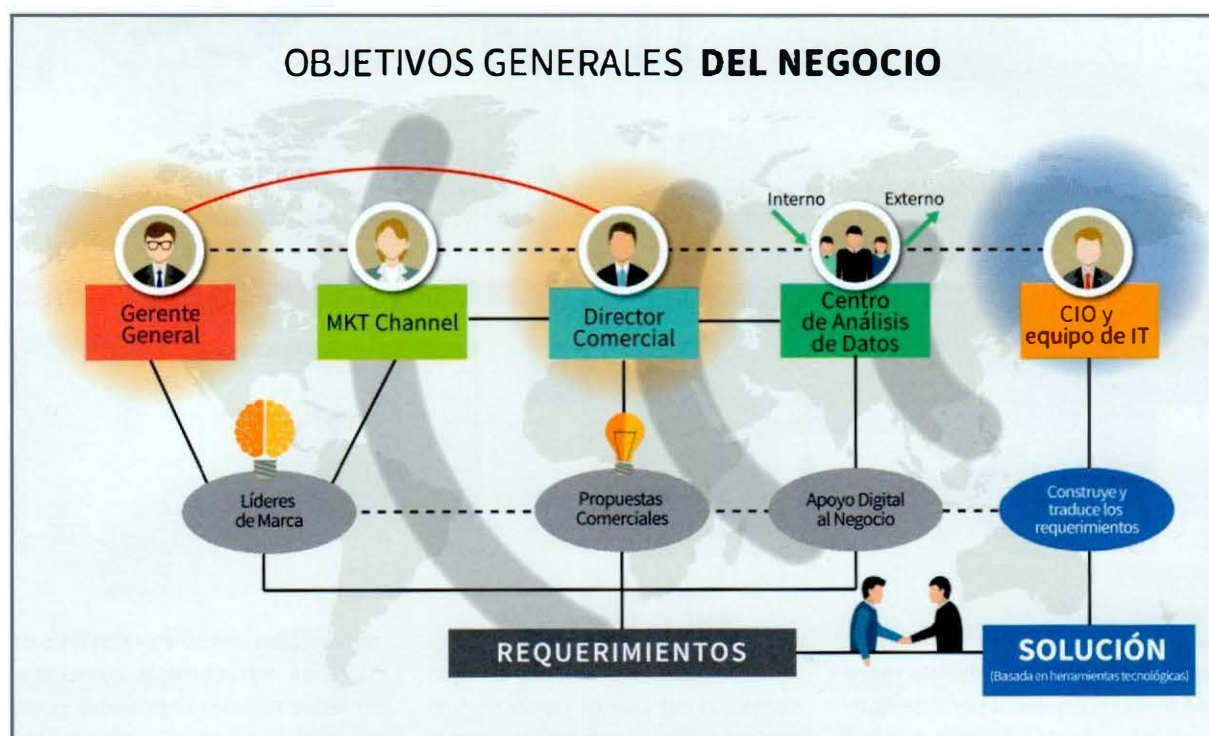 OBJETIVOS GENERALES DEL NEGOCIO
Interno
Externo
Gerente
General
MKT Channel
Director
Comercial
Centro
de Análisis
de Datos
CIO y
equipo de IT
Líderes
de Marca
Propuestas
Comerciales
Apoyo Digital
al Negocio
Construye y
traduce los
requerimientos
REQUERIMIENTOS
SOLUCIÓN
(Basada en herramientas tecnológicas)